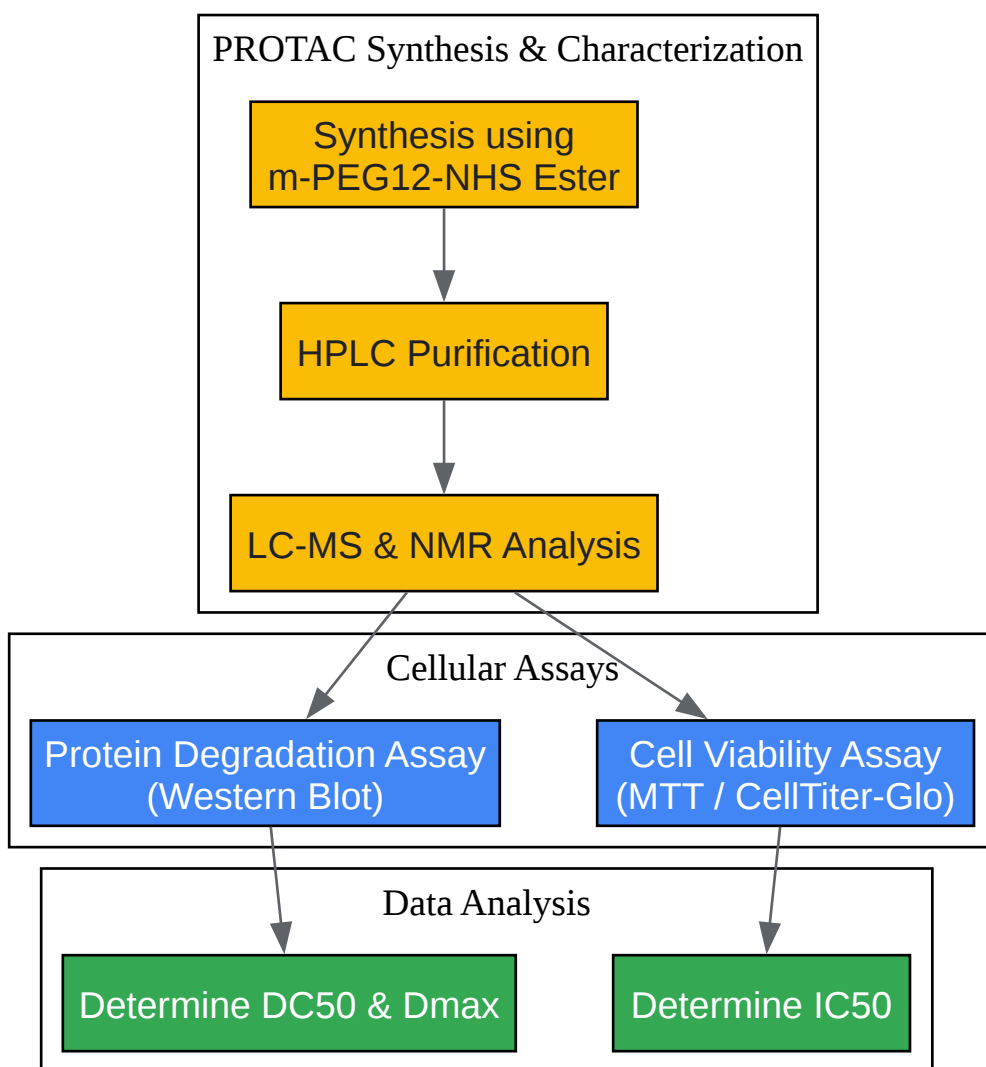 PROTAC Synthesis & Characterization
Synthesis using
m-PEG12-NHS Ester
HPLC Purification
LC-MS & NMR Analysis
Cellular Assays
Protein Degradation Assay
(Western Blot)
Cell Viability Assay
(MTT / CellTiter-Glo)
Data Analysis
Determine DC50 & Dmax
Determine IC50